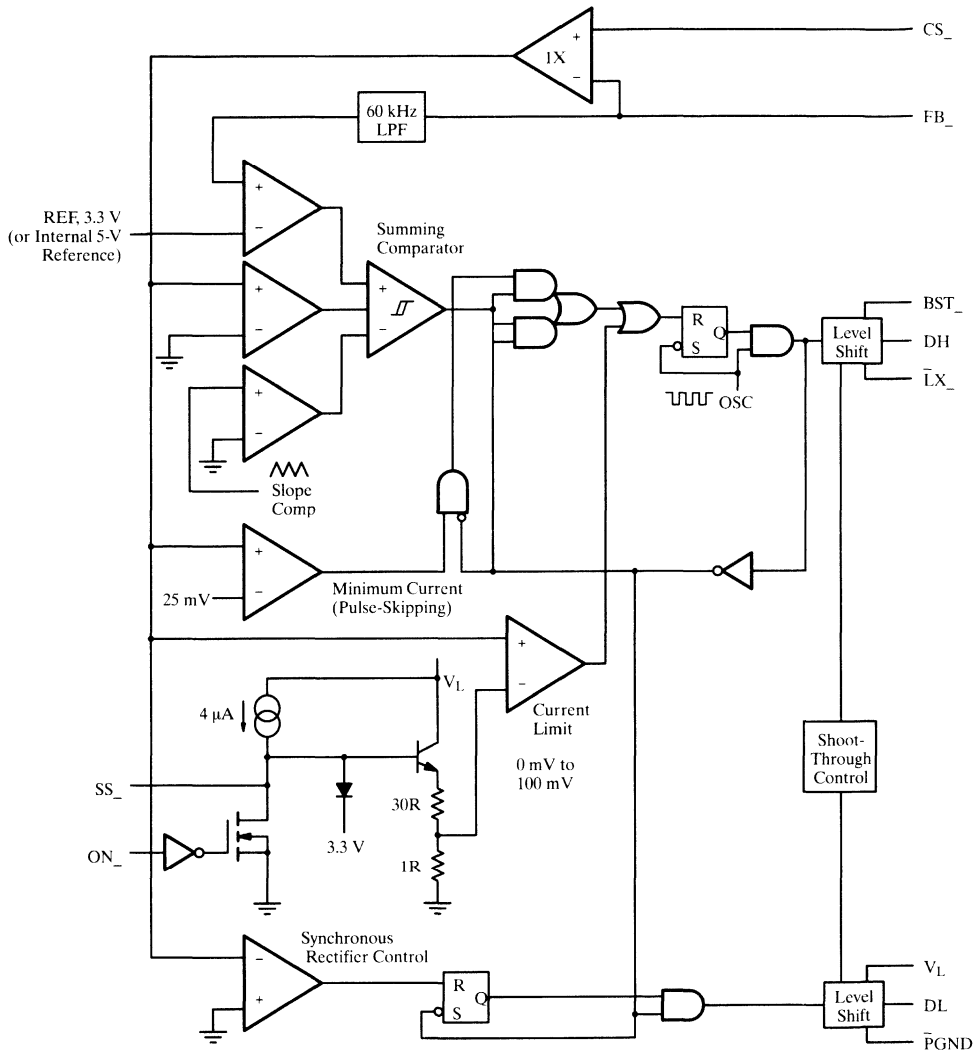 CS_
+
1X
−
60 kHz
LPF
FB_
+
−
REF, 3.3 V
(or Internal 5-V
Reference)
Summing
Comparator
+
−
+
−
+
−
Slope
Comp
R
Q
S
OSC
Level
Shift
BST_
DH
LX_
+
−
25 mV
Minimum Current
(Pulse-Skipping)
+
−
Current
Limit
0 mV to
100 mV
VL
4 μA
SS_
ON_
3.3 V
30R
1R
Shoot-
Through
Control
Synchronous
Rectifier Control
−
+
R
Q
S
Level
Shift
VL
DL
PGND